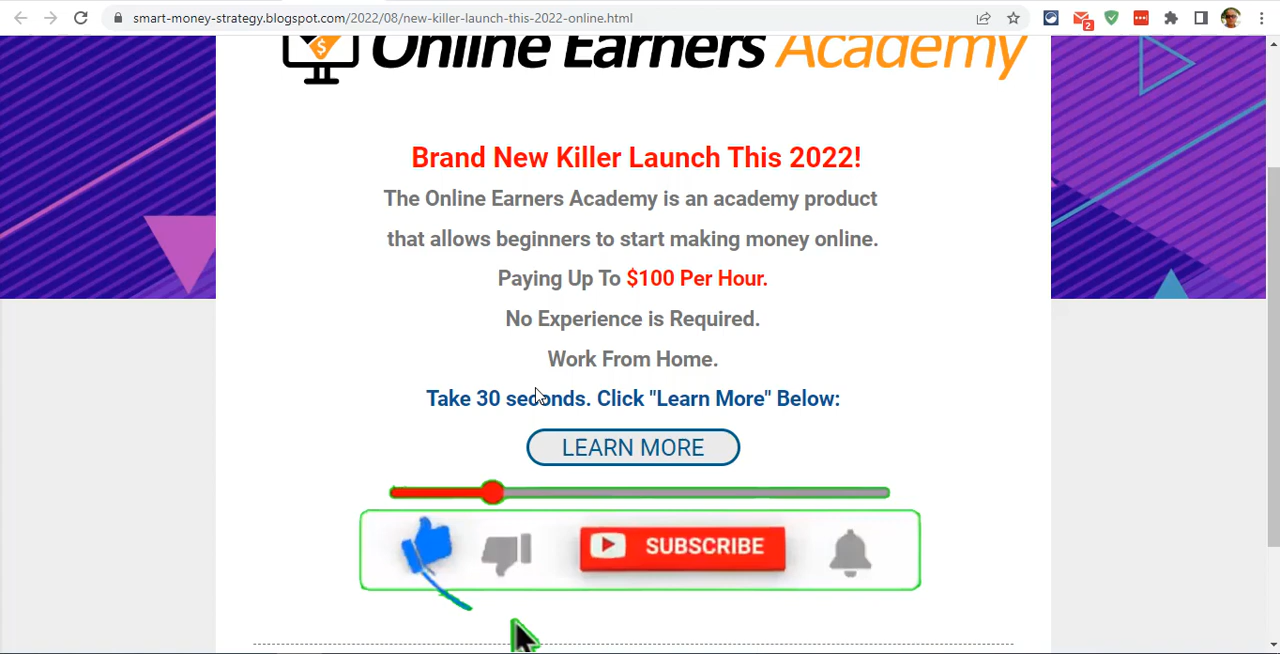 smart-money-strategy.blogspot.com/2022/08/new-killer-launch-this-2022-online.html
2
$
Online Earners Academy
Brand New Killer Launch This 2022!
The Online Earners Academy is an academy product
that allows beginners to start making money online.
Paying Up To $100 Per Hour.
No Experience is Required.
Work From Home.
Take 30 seconds. Click "Learn More" Below:
LEARN MORE
SUBSCRIBE